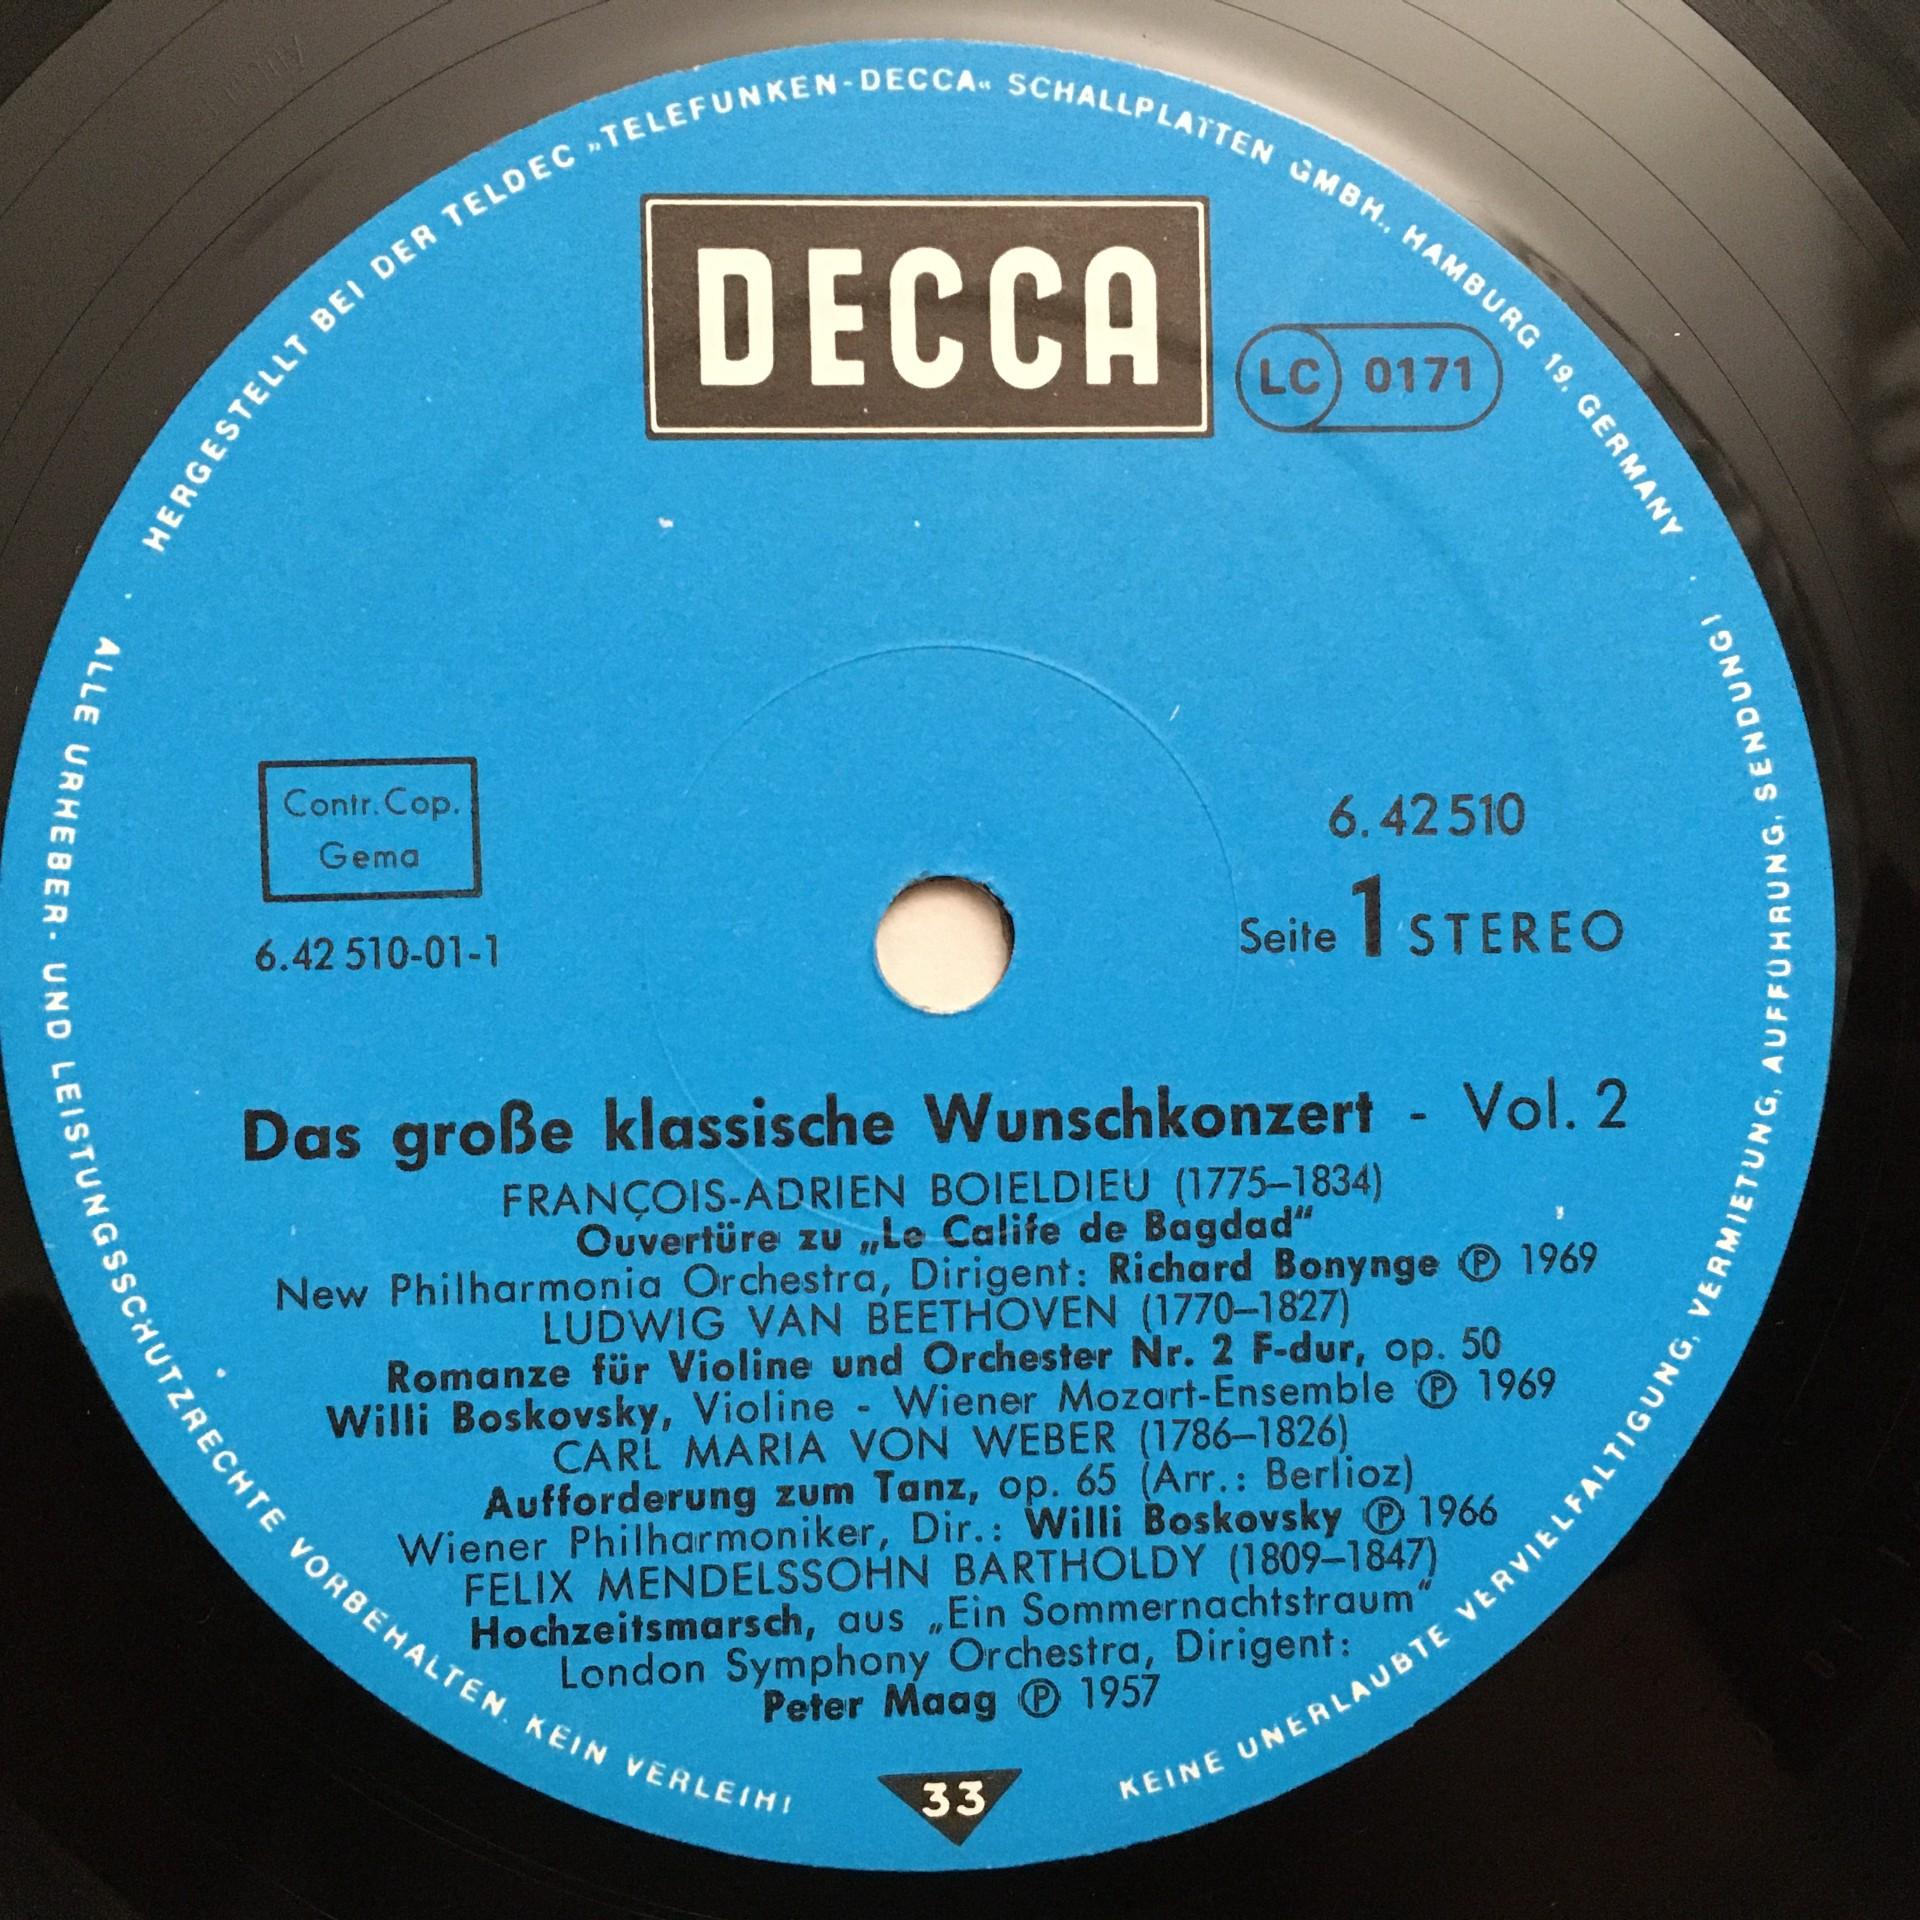 HERGESTELLT BEI DER TELDEC „TELEFUNKEN-DECCA“ SCHALLPLATTEN GMBH., HAMBURG 19, GERMANY
DECCA
LC 0171
Contr. Cop.
Gema
6.42 510-01-1
6.42510
Seite 1 STEREO
Das große klassische Wunschkonzert - Vol. 2
FRANÇOIS-ADRIEN BOIELDIEU (1775–1834)
Ouvertüre zu „Le Calife de Bagdad“
New Philharmonia Orchestra, Dirigent: Richard Bonynge Ⓟ 1969
LUDWIG VAN BEETHOVEN (1770–1827)
Romanze für Violine und Orchester Nr. 2 F-dur, op. 50
Willi Boskovsky, Violine - Wiener Mozart-Ensemble Ⓟ 1969
CARL MARIA VON WEBER (1786–1826)
Aufforderung zum Tanz, op. 65 (Arr.: Berlioz)
Wiener Philharmoniker, Dir.: Willi Boskovsky Ⓟ 1966
FELIX MENDELSSOHN BARTHOLDY (1809–1847)
Hochzeitsmarsch, aus „Ein Sommernachtstraum“
London Symphony Orchestra, Dirigent:
Peter Maag Ⓟ 1957
33
ALLE URHEBER- UND LEISTUNGSSCHUTZRECHTE VORBEHALTEN. KEIN VERLEIH!
KEINE UNERLAUBTE VERVIELFÄLTIGUNG, VERMIETUNG, AUFFÜHRUNG, SENDUNG!